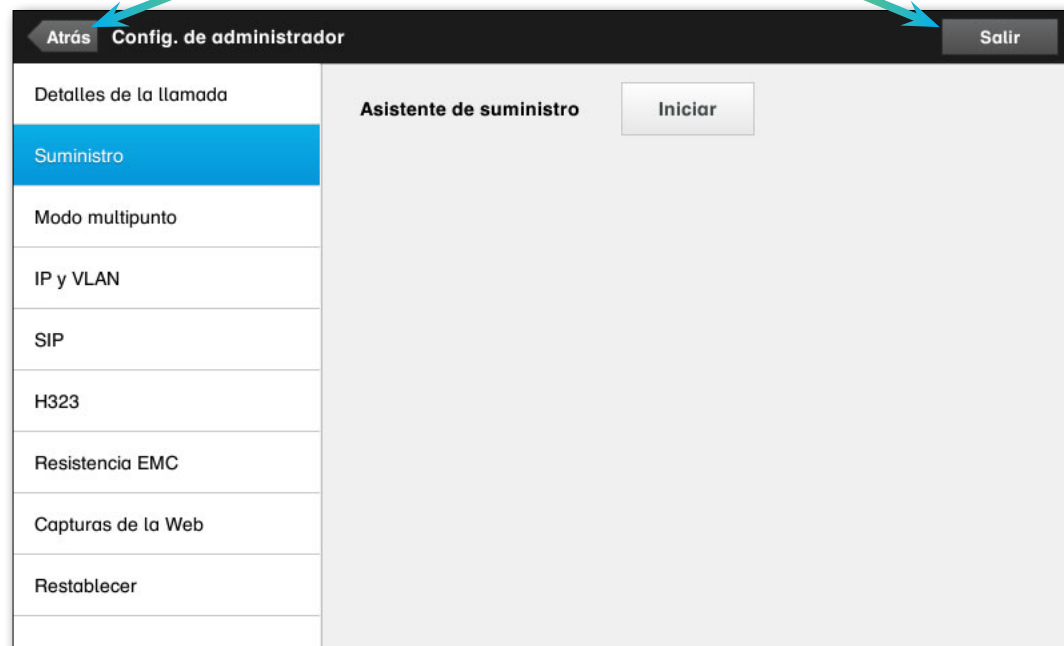 Atrás Config. de administrador Salir
Detalles de la llamada
Asistente de suministro Iniciar
Suministro
Modo multipunto
IP y VLAN
SIP
H323
Resistencia EMC
Capturas de la Web
Restablecer